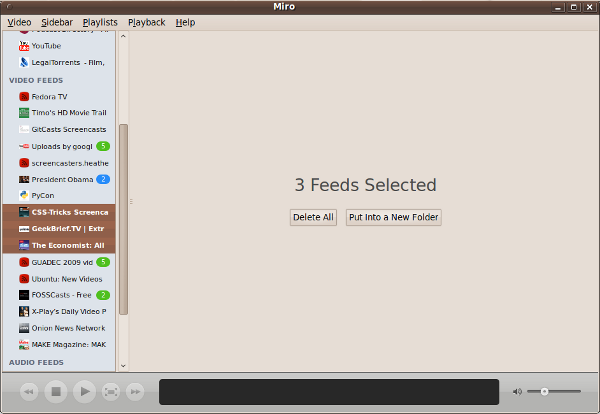 Miro
Video Sidebar Playlists Playback Help
YouTube
LegalTorrents - Film,
VIDEO FEEDS
Fedora TV
Timo's HD Movie Trail
GitCasts Screencasts
Uploads by googl 5
screencasters.heathe
President Obama 2
PyCon
CSS-Tricks Screenca
GeekBrief.TV | Extr
The Economist: All
GUADEC 2009 vid 5
Ubuntu: New Videos
FOSSCasts - Free 2
X-Play's Daily Video P
Onion News Network
MAKE Magazine: MAK
AUDIO FEEDS
3 Feeds Selected
Delete All Put Into a New Folder